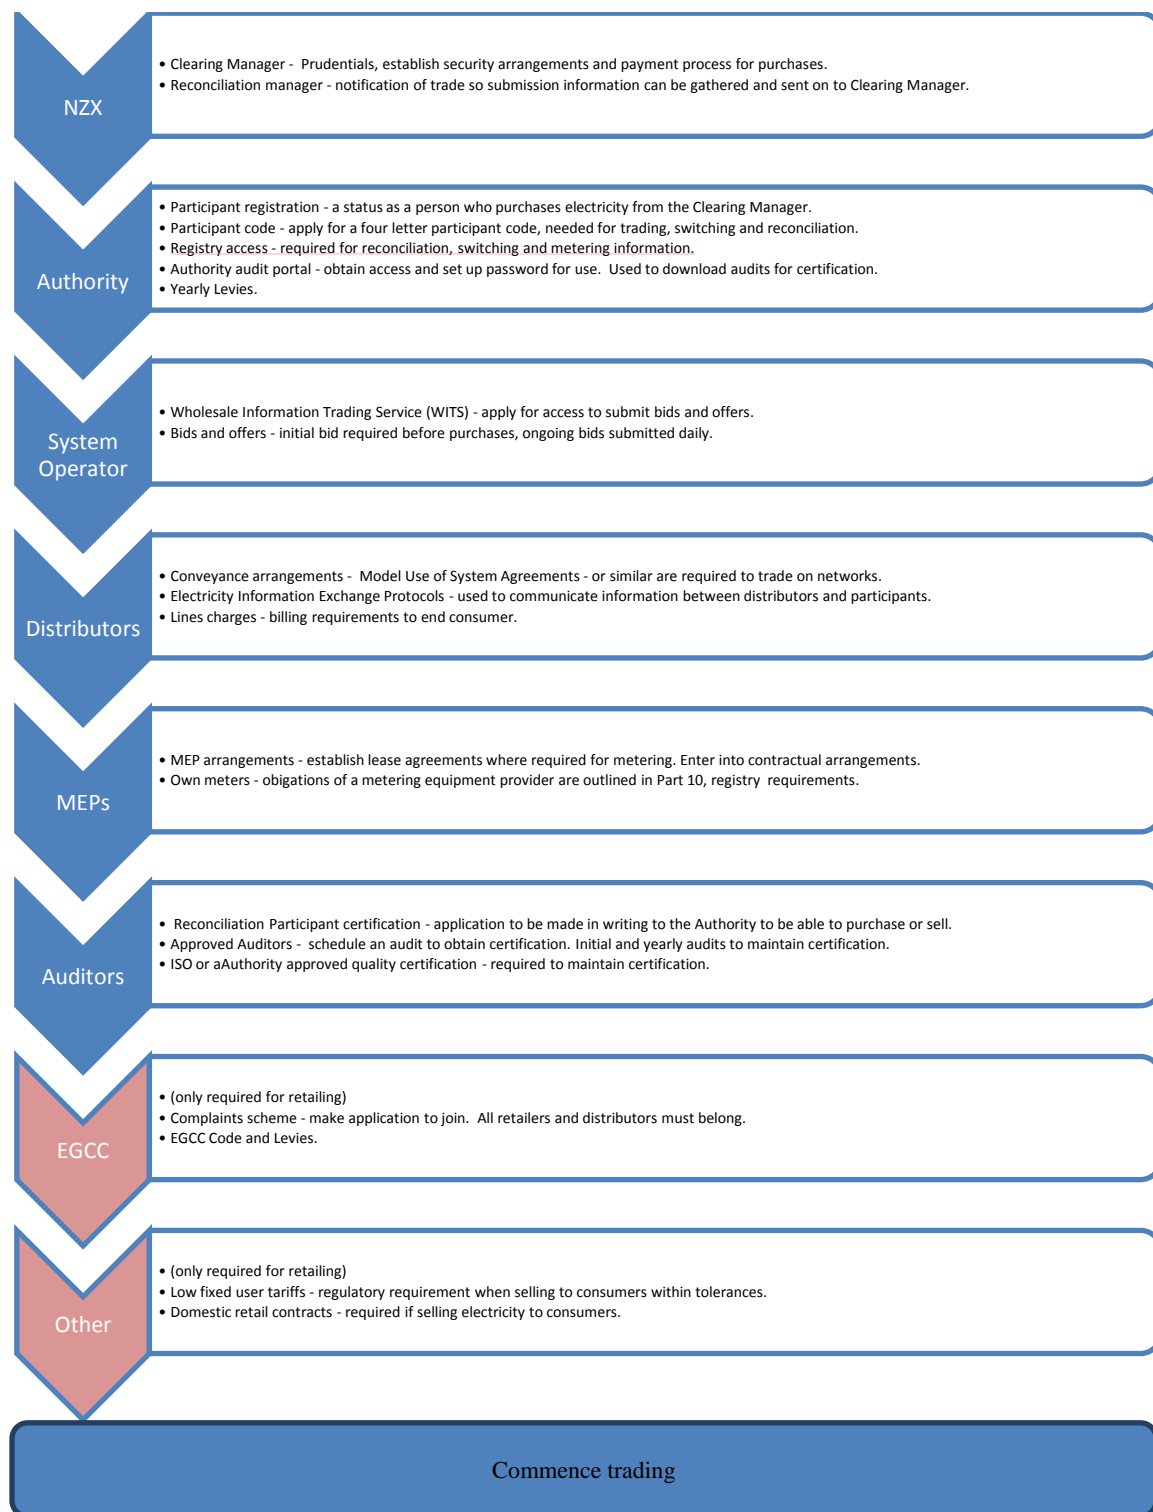 NZX
• Clearing Manager - Prudentials, establish security arrangements and payment process for purchases.
• Reconciliation manager - notification of trade so submission information can be gathered and sent on to Clearing Manager.
Authority
• Participant registration - a status as a person who purchases electricity from the Clearing Manager.
• Participant code - apply for a four letter participant code, needed for trading, switching and reconciliation.
• Registry access - required for reconciliation, switching and metering information.
• Authority audit portal - obtain access and set up password for use. Used to download audits for certification.
• Yearly Levies.
System
Operator
• Wholesale Information Trading Service (WITS) - apply for access to submit bids and offers.
• Bids and offers - initial bid required before purchases, ongoing bids submitted daily.
Distributors
• Conveyance arrangements - Model Use of System Agreements - or similar are required to trade on networks.
• Electricity Information Exchange Protocols - used to communicate information between distributors and participants.
• Lines charges - billing requirements to end consumer.
MEPs
• MEP arrangements - establish lease agreements where required for metering. Enter into contractual arrangements.
• Own meters - obigations of a metering equipment provider are outlined in Part 10, registry requirements.
Auditors
• Reconciliation Participant certification - application to be made in writing to the Authority to be able to purchase or sell.
• Approved Auditors - schedule an audit to obtain certification. Initial and yearly audits to maintain certification.
• ISO or aAuthority approved quality certification - required to maintain certification.
EGCC
• (only required for retailing)
• Complaints scheme - make application to join. All retailers and distributors must belong.
• EGCC Code and Levies.
Other
• (only required for retailing)
• Low fixed user tariffs - regulatory requirement when selling to consumers within tolerances.
• Domestic retail contracts - required if selling electricity to consumers.
Commence trading